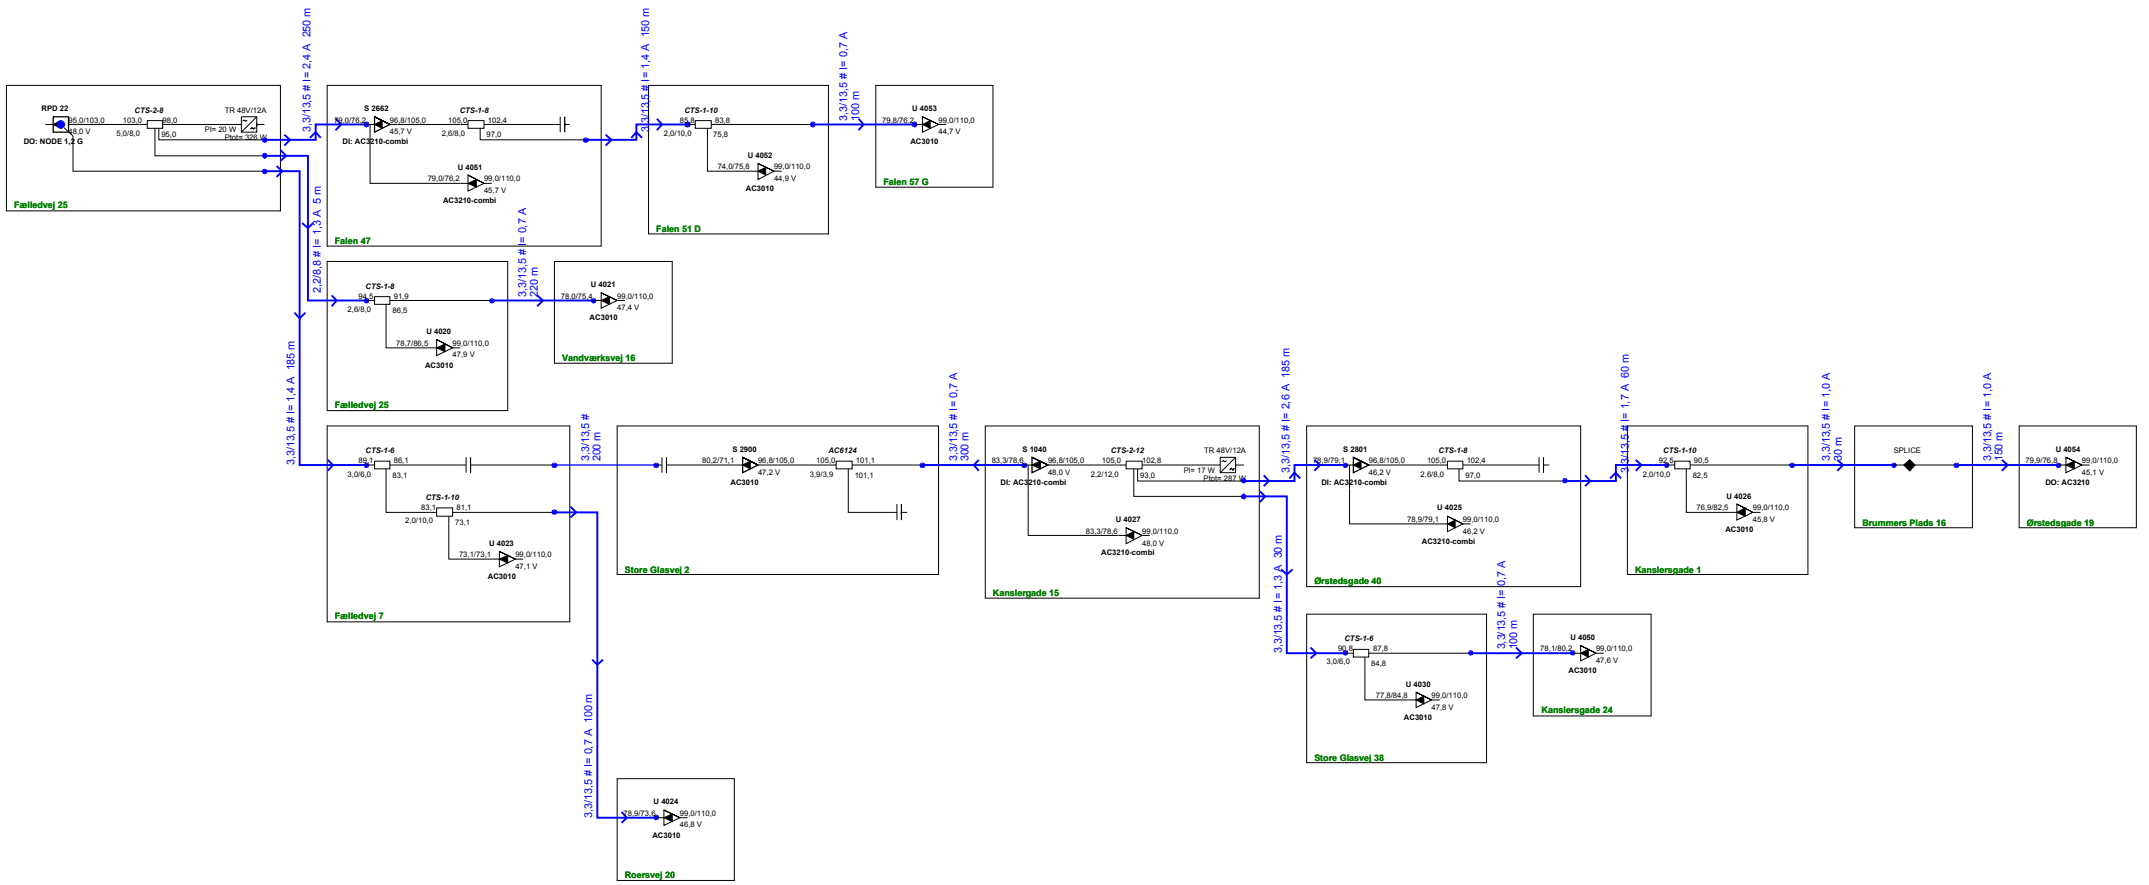 RPD 22
95,0/103,0
48,0 V
DO: NODE 1,2 G
CTS-2-8
103,0
98,0
5,0/8,0
95,0
TR 48V/12A
PI= 20 W
Ptot= 326 W
Fælledvej 25
3,3/13,5 # I= 2,4 A  250 m
2,2/8,8 # I= 1,3 A  5 m
3,3/13,5 # I= 1,4 A  185 m
S 2662
79,0/76,2
96,8/105,0
45,7 V
DI: AC3210-combi
CTS-1-8
105,0
102,4
2,6/8,0
97,0
U 4051
79,0/76,2
99,0/110,0
45,7 V
AC3210-combi
Falen 47
3,3/13,5 # I= 1,4 A  150 m
CTS-1-10
85,8
83,8
2,0/10,0
75,8
U 4052
74,0/75,8
99,0/110,0
44,9 V
AC3010
Falen 51 D
3,3/13,5 # I= 0,7 A
100 m
U 4053
79,8/76,2
99,0/110,0
44,7 V
AC3010
Falen 57 G
CTS-1-8
94,5
91,9
2,6/8,0
86,5
U 4020
78,7/86,5
99,0/110,0
47,9 V
AC3010
Fælledvej 25
3,3/13,5 # I= 0,7 A
220 m
U 4021
78,0/75,4
99,0/110,0
47,4 V
AC3010
Vandværksvej 16
CTS-1-6
89,1
86,1
3,0/6,0
83,1
CTS-1-10
83,1
81,1
2,0/10,0
73,1
U 4023
73,1/73,1
99,0/110,0
47,1 V
AC3010
Fælledvej 7
3,3/13,5 #
200 m
3,3/13,5 # I= 0,7 A  100 m
S 2900
80,2/71,1
96,8/105,0
47,2 V
AC3010
AC6124
105,0
101,1
3,9/3,9
101,1
Store Glasvej 2
3,3/13,5 # I= 0,7 A
300 m
S 1040
83,3/78,6
96,8/105,0
48,0 V
DI: AC3210-combi
CTS-2-12
105,0
102,8
2,2/12,0
93,0
TR 48V/12A
PI= 17 W
Ptot= 287 W
U 4027
83,3/78,6
99,0/110,0
48,0 V
AC3210-combi
Kanslergade 15
3,3/13,5 # I= 2,6 A  185 m
3,3/13,5 # I= 1,3 A  30 m
S 2801
78,9/79,1
96,8/105,0
46,2 V
DI: AC3210-combi
CTS-1-8
105,0
102,4
2,6/8,0
97,0
U 4025
78,9/79,1
99,0/110,0
46,2 V
AC3210-combi
Ørstedsgade 40
3,3/13,5 # I= 1,7 A  60 m
CTS-1-10
92,5
90,5
2,0/10,0
82,5
U 4026
76,9/82,5
99,0/110,0
45,8 V
AC3010
Kanslersgade 1
3,3/13,5 # I= 1,0 A
30 m
SPLICE
Brummers Plads 16
3,3/13,5 # I= 1,0 A
150 m
U 4054
79,9/76,8
99,0/110,0
45,1 V
DO: AC3210
Ørstedsgade 19
CTS-1-6
90,8
87,8
3,0/6,0
84,8
U 4030
77,8/84,8
99,0/110,0
47,8 V
AC3010
Store Glasvej 38
3,3/13,5 # I= 0,7 A
100 m
U 4050
78,1/80,2
99,0/110,0
47,6 V
AC3010
Kanslersgade 24
U 4024
78,9/73,6
99,0/110,0
46,8 V
AC3010
Roersvej 20